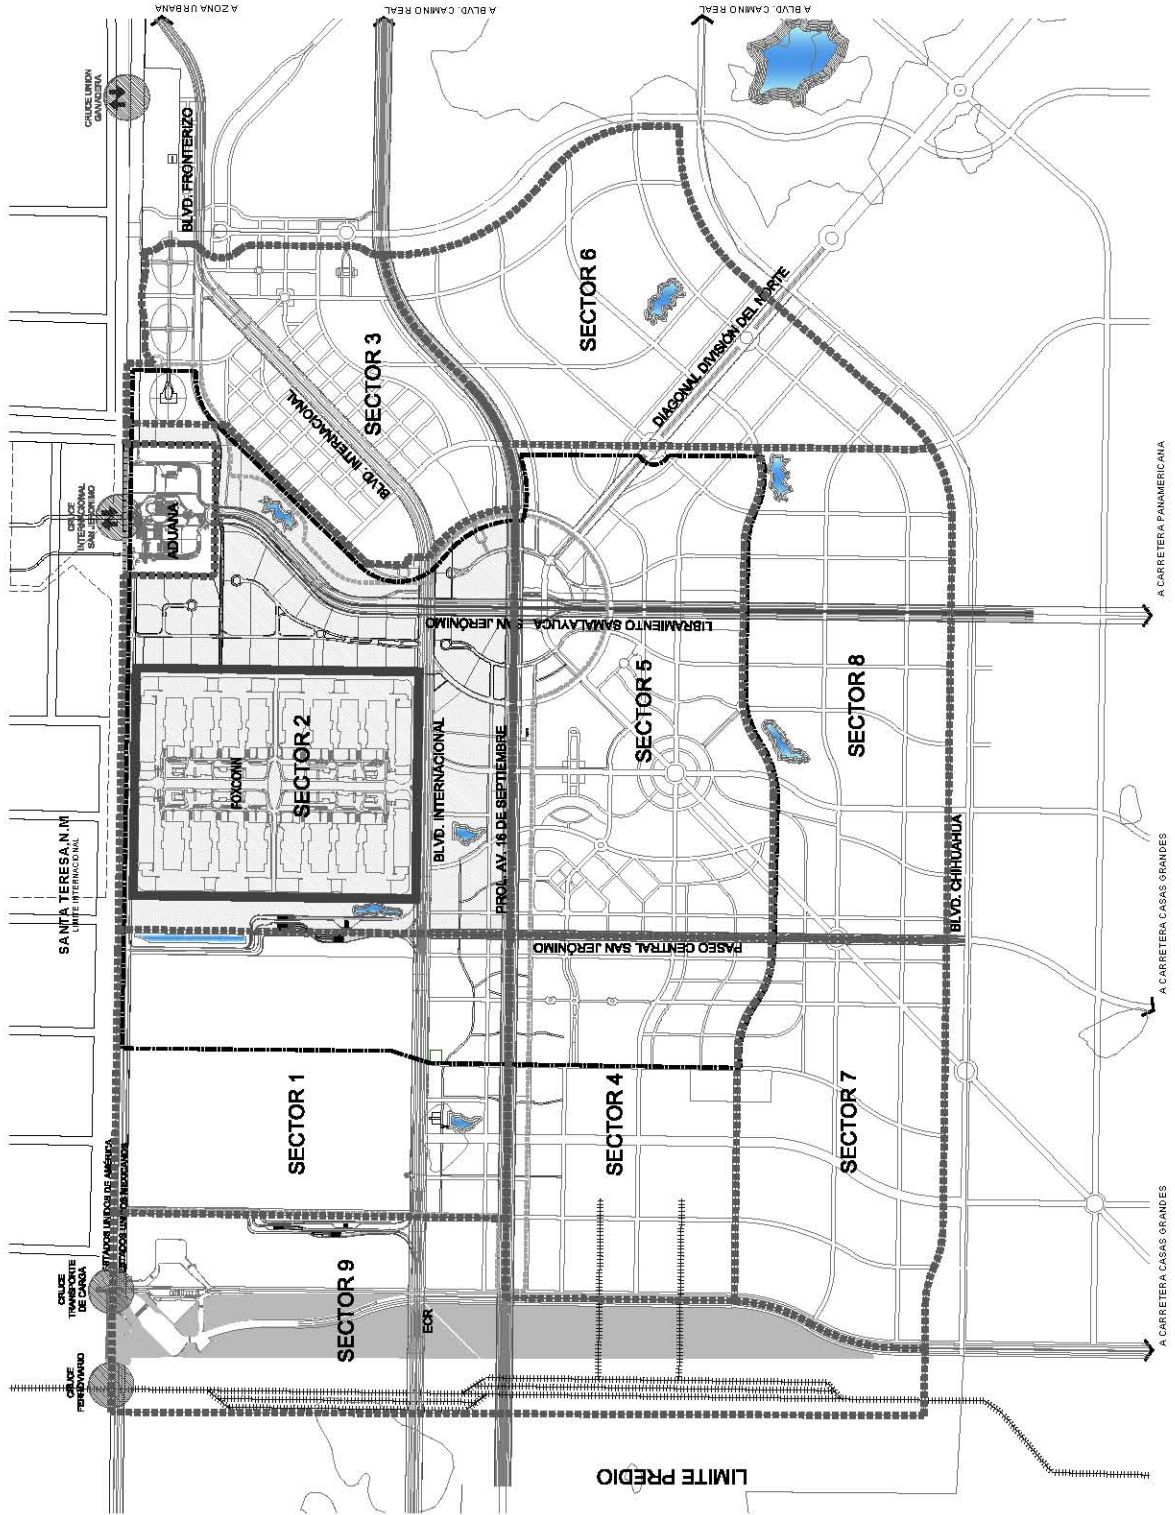 A ZONA URBANA
A BLVD. CAMINO REAL
A BLVD. CAMINO REAL
CRUCE UNION
GANADERA
BLVD. FRONTERIZO
SECTOR 3
BLVD. INTERNACIONAL
SECTOR 6
DIAGONAL DIVISIÓN DEL NORTE
CRUCE
INTERNACIONAL
SAN JERONIMO
ADUANA
A CARRETERA PANAMERICANA
LIBRAMIENTO SAMALAYUCA SAN JERÓNIMO
SECTOR 2
FOXCONN
SECTOR 5
SECTOR 8
BLVD. INTERNACIONAL
PROL. AV. 16 DE SEPTIEMBRE
SANTA TERESA, N.M
LIMITE INTERNACIONAL
BLVD. CHIHUAHUA
PASEO CENTRAL SAN JERÓNIMO
A CARRETERA CASAS GRANDES
SECTOR 1
SECTOR 4
SECTOR 7
ESTADOS UNIDOS DE AMÉRICA
ESTADOS UNIDOS MEXICANOS
CRUCE
TRANSPORTE
DE CARGA
SECTOR 9
ECR
A CARRETERA CASAS GRANDES
CRUCE
FERROVIARIO
LIMITE PREDIO